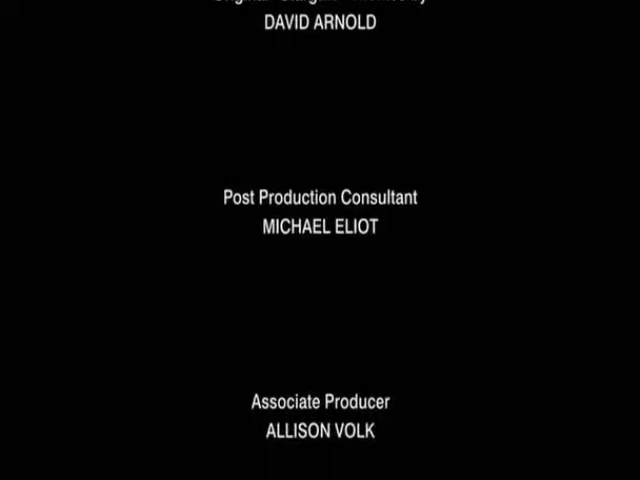 DAVID ARNOLD
Post Production Consultant
MICHAEL ELIOT
Associate Producer
ALLISON VOLK